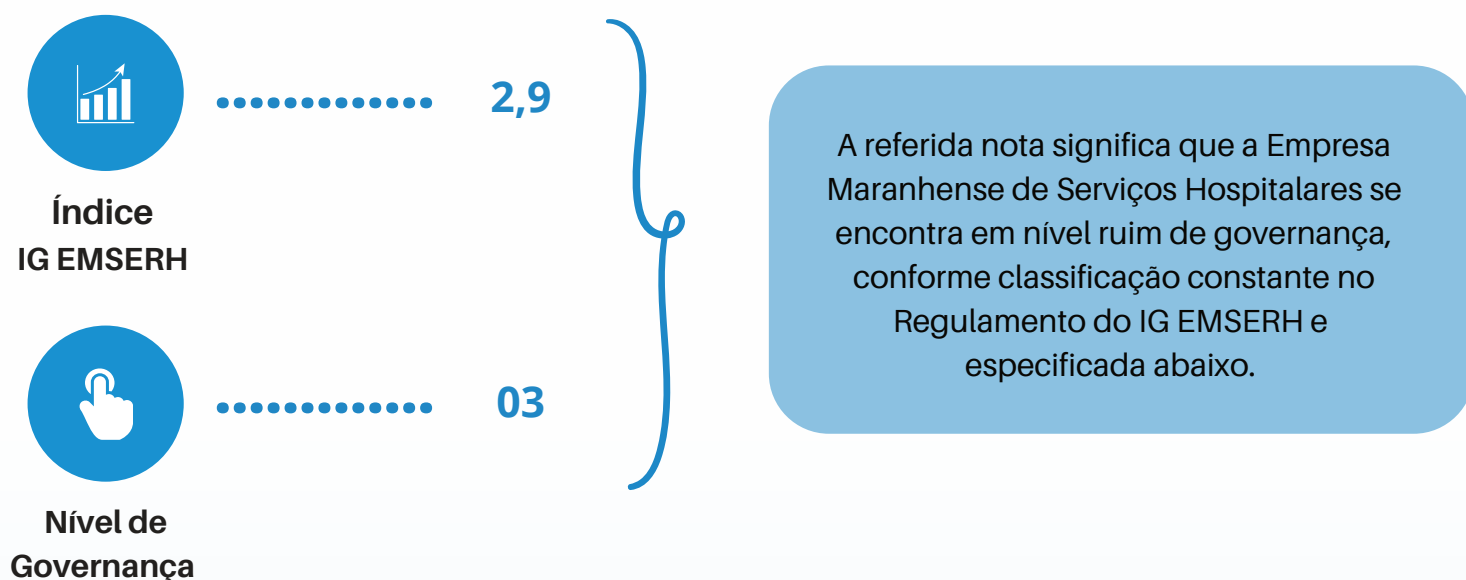 2,9
Índice
IG EMSERH
03
Nível de
Governança
A referida nota significa que a Empresa
Maranhense de Serviços Hospitalares se
encontra em nível ruim de governança,
conforme classificação constante no
Regulamento do IG EMSERH e
especificada abaixo.